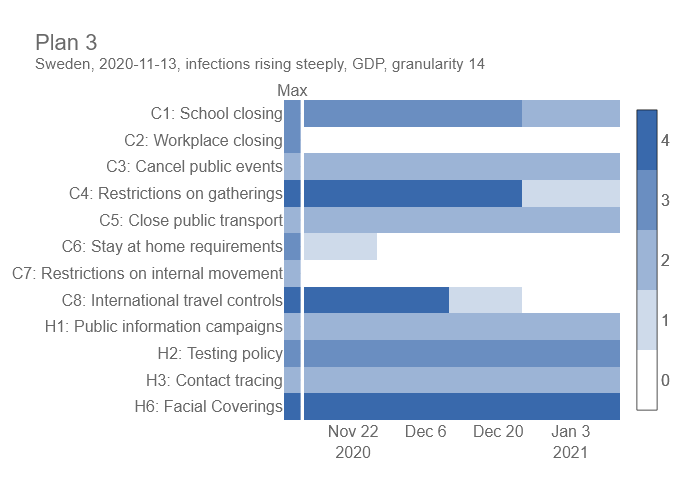 Plan 3
Sweden, 2020-11-13, infections rising steeply, GDP, granularity 14
Max
C1: School closing
C2: Workplace closing
C3: Cancel public events
C4: Restrictions on gatherings
C5: Close public transport
C6: Stay at home requirements
C7: Restrictions on internal movement
C8: International travel controls
H1: Public information campaigns
H2: Testing policy
H3: Contact tracing
H6: Facial Coverings
4
3
2
1
0
Nov 22 Dec 6 Dec 20 Jan 3
2020 2021